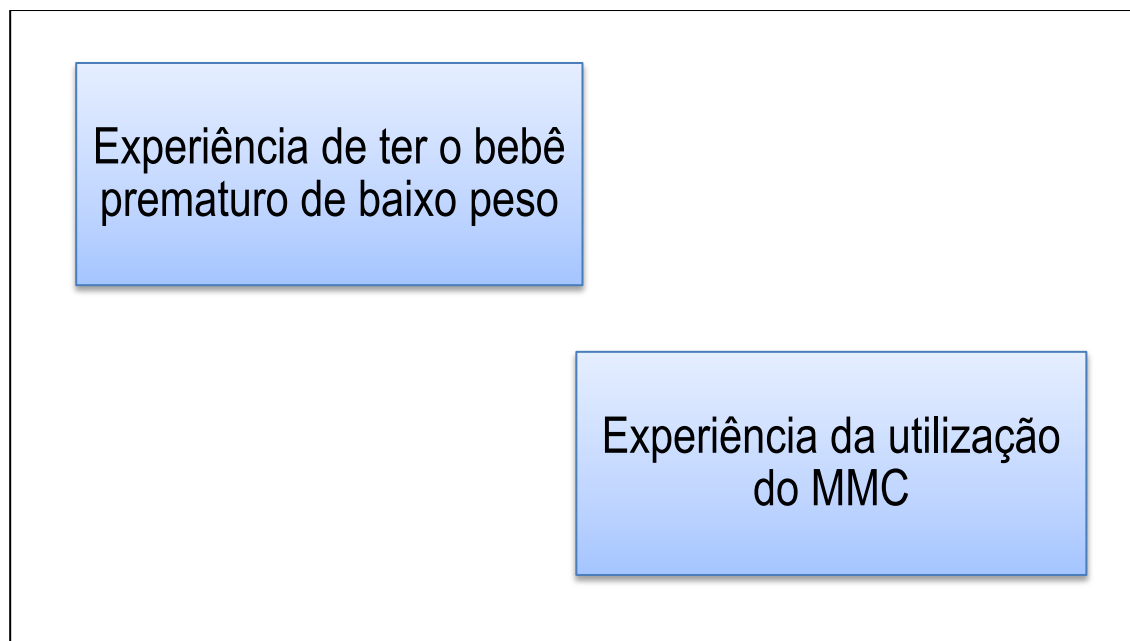 Experiência de ter o bebê
prematuro de baixo peso
Experiência da utilização
do MMC